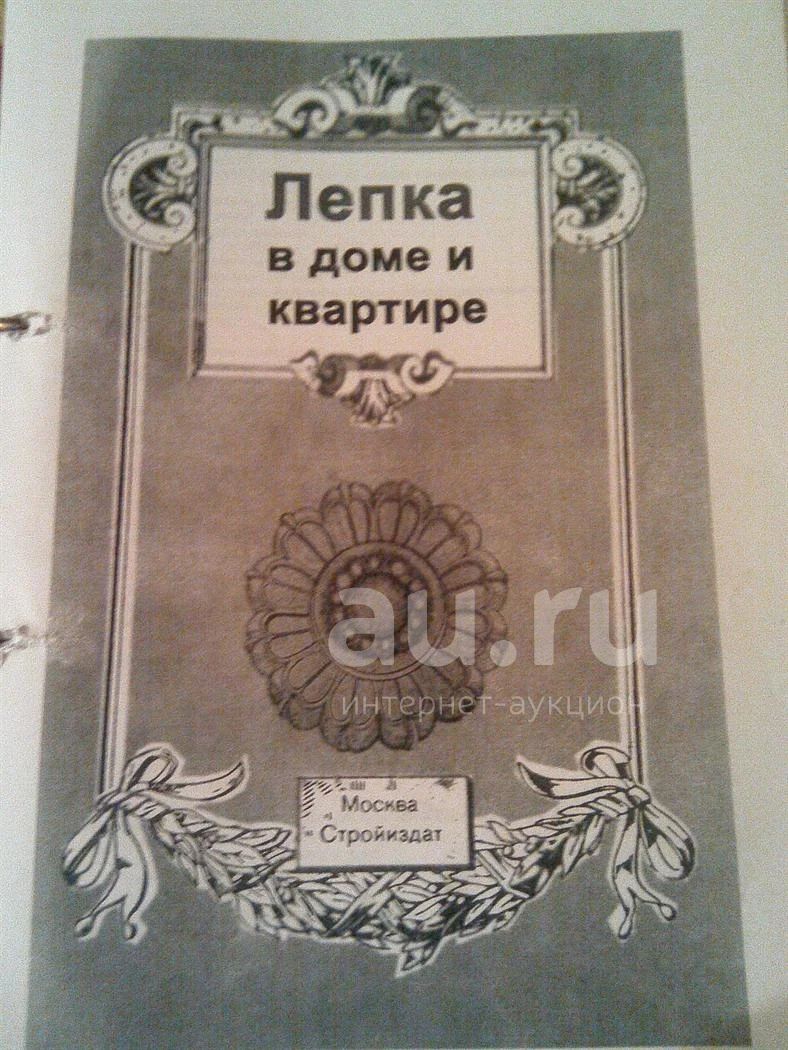 Лепка
в доме и
квартире
au.ru
интернет-аукцион
Москва
Стройиздат